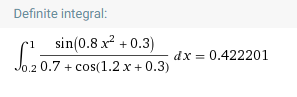 Definite integral:
∫_{0.2}^{1} sin(0.8 x² + 0.3) / (0.7 + cos(1.2 x + 0.3)) dx = 0.422201